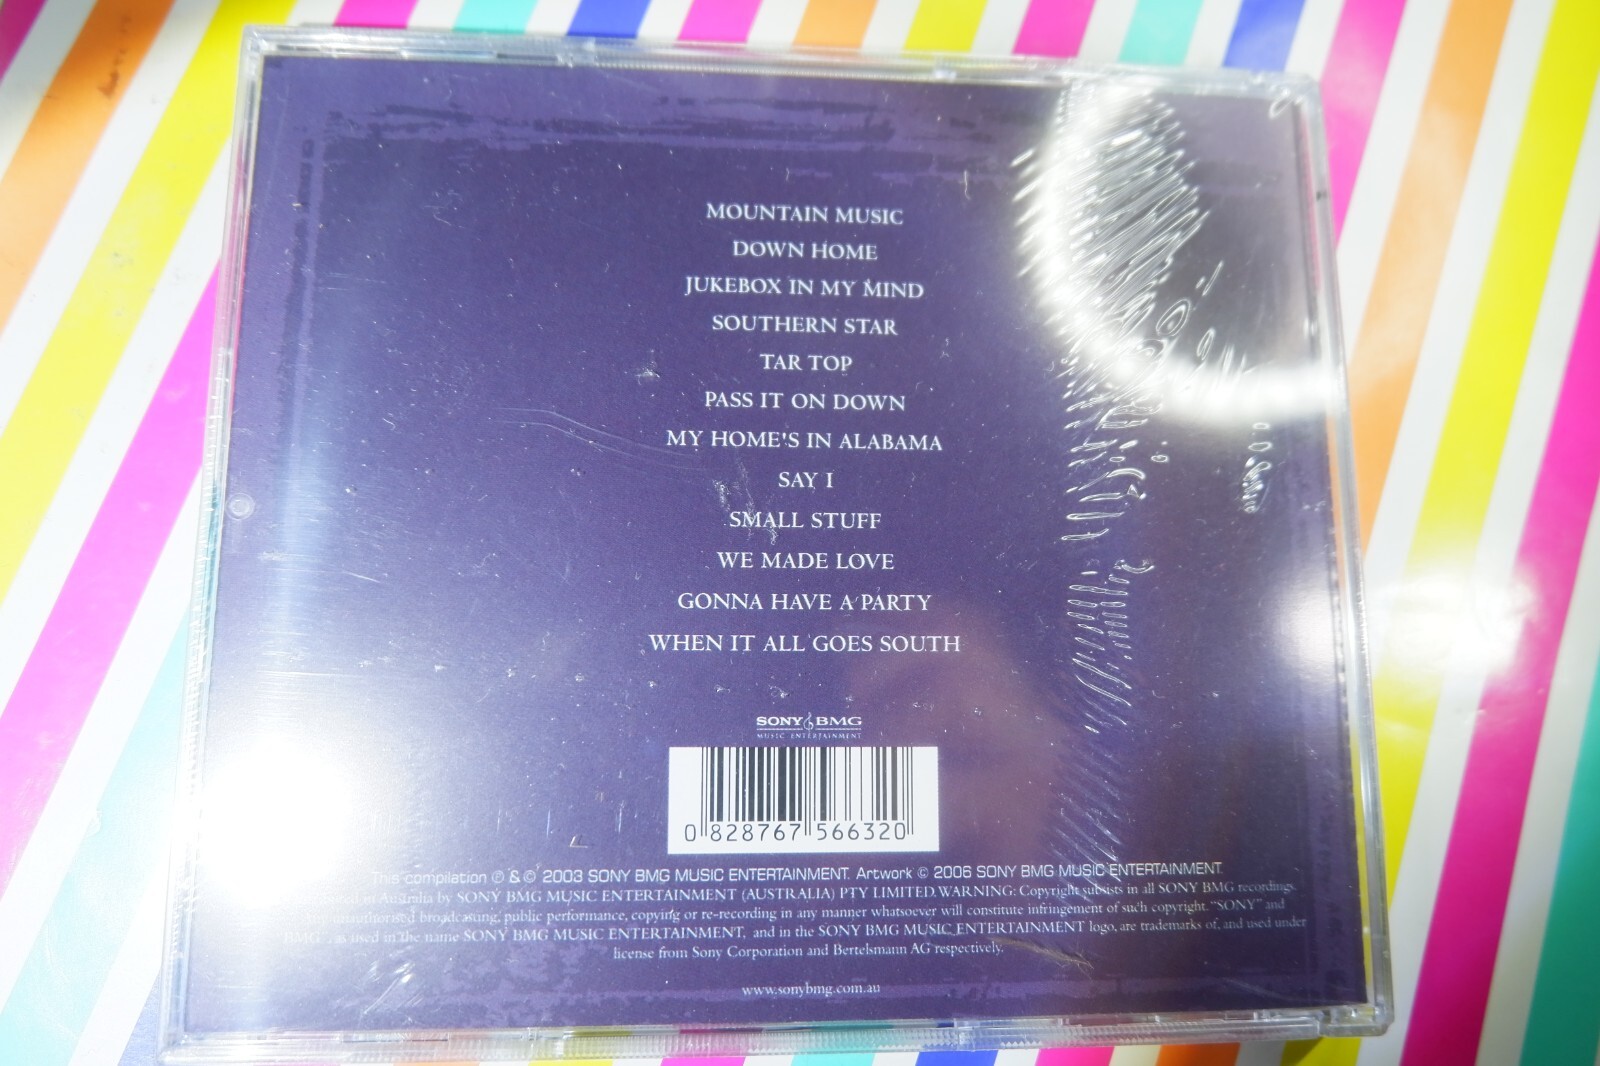 MOUNTAIN MUSIC
DOWN HOME
JUKEBOX IN MY MIND
SOUTHERN STAR
TAR TOP
PASS IT ON DOWN
MY HOME'S IN ALABAMA
SAY I
SMALL STUFF
WE MADE LOVE
GONNA HAVE A PARTY
WHEN IT ALL GOES SOUTH
SONY BMG
MUSIC ENTERTAINMENT
0 828767 566320
This compilation ℗ & © 2003 SONY BMG MUSIC ENTERTAINMENT. Artwork © 2006 SONY BMG MUSIC ENTERTAINMENT.
in Australia by SONY BMG MUSIC ENTERTAINMENT (AUSTRALIA) PTY LIMITED. WARNING: Copyright subsists in all SONY BMG recordings.
unauthorised broadcasting, public performance, copying or re-recording in any manner whatsoever will constitute infringement of such copyright. "SONY" and
BMG", as used in the name SONY BMG MUSIC ENTERTAINMENT, and in the SONY BMG MUSIC ENTERTAINMENT logo, are trademarks of, and used under
license from Sony Corporation and Bertelsmann AG respectively.
www.sonybmg.com.au